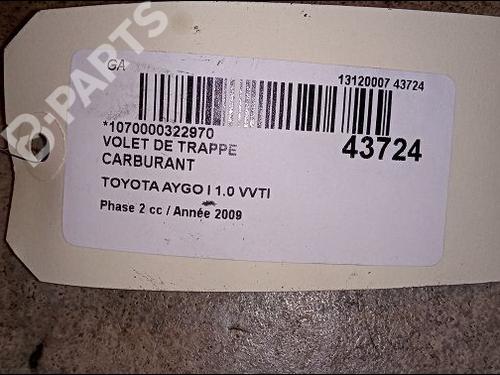 GA
13120007 43724
*1070000322970
VOLET DE TRAPPE
CARBURANT
43724
TOYOTA AYGO I 1.0 VVTI
Phase 2 cc / Année 2009
B-PARTS